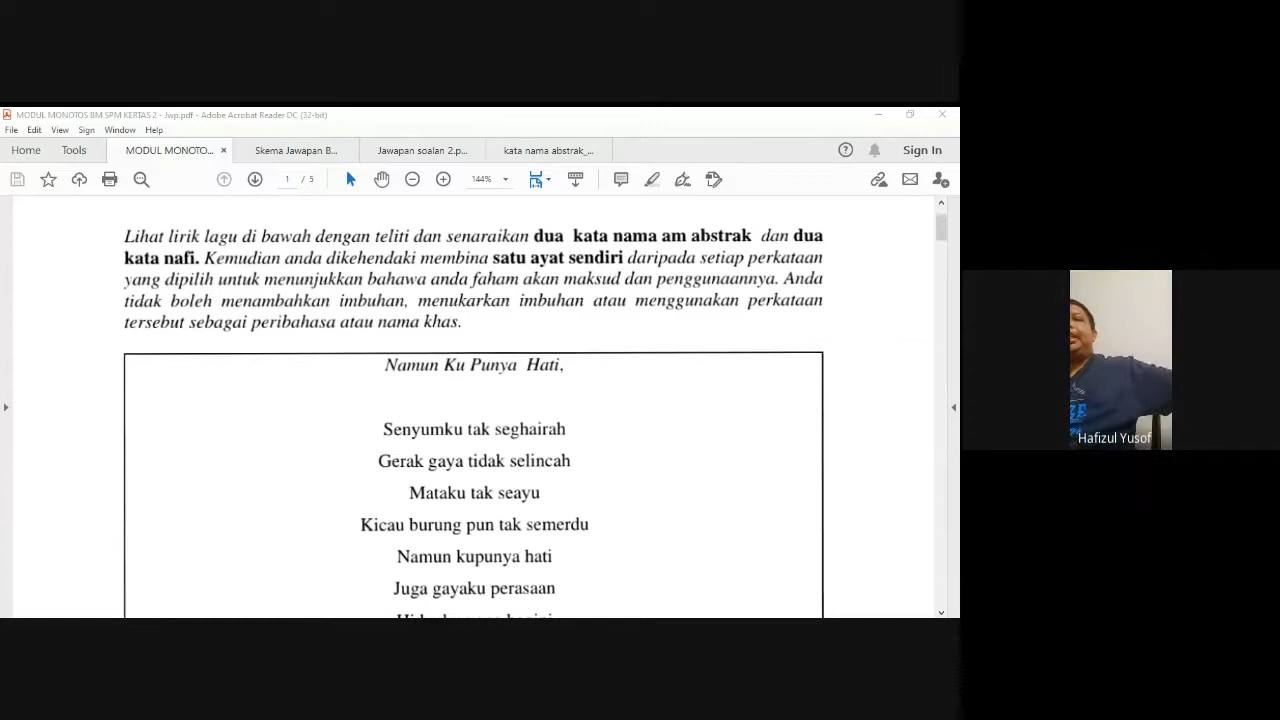 MODUL MONOTOS BM SPM KERTAS 2 - Jwp.pdf - Adobe Acrobat Reader DC (32-bit)
File Edit View Sign Window Help
Home Tools MODUL MONOTO... × Skema Jawapan B... Jawapan soalan 2.p... kata nama abstrak_... Sign In
1 / 5 144%
Lihat lirik lagu di bawah dengan teliti dan senaraikan dua kata nama am abstrak dan dua
kata nafi. Kemudian anda dikehendaki membina satu ayat sendiri daripada setiap perkataan
yang dipilih untuk menunjukkan bahawa anda faham akan maksud dan penggunaannya. Anda
tidak boleh menambahkan imbuhan, menukarkan imbuhan atau menggunakan perkataan
tersebut sebagai peribahasa atau nama khas.
Namun Ku Punya Hati,
Senyumku tak seghairah
Gerak gaya tidak selincah
Mataku tak seayu
Kicau burung pun tak semerdu
Namun kupunya hati
Juga gayaku perasaan
Hafizul Yusof